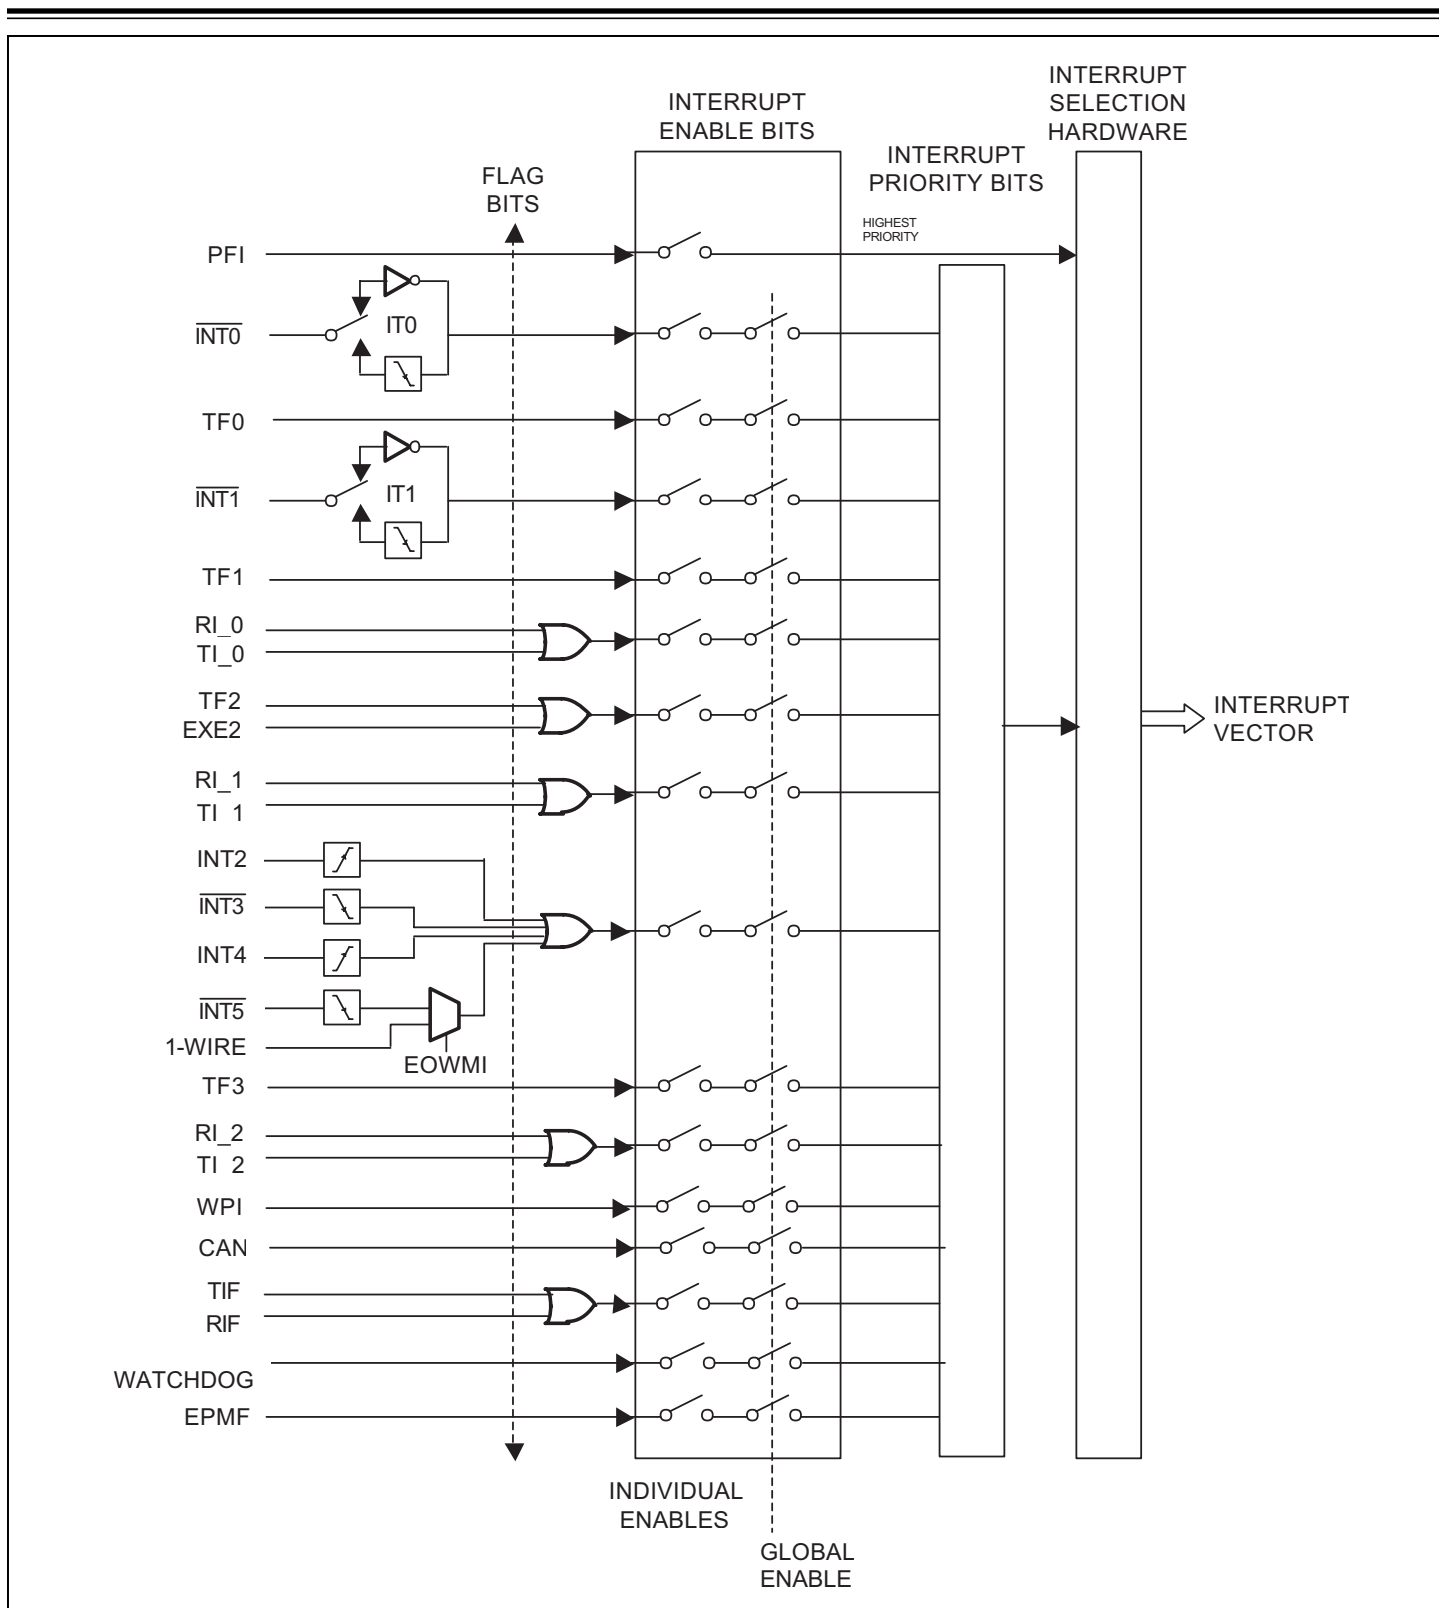 INTERRUPT
SELECTION
HARDWARE
INTERRUPT
ENABLE BITS
INTERRUPT
PRIORITY BITS
FLAG
BITS
HIGHEST
PRIORITY
PFI
IT0
INT0
TF0
IT1
INT1
TF1
RI_0
TI_0
TF2
EXE2
INTERRUPT
VECTOR
RI_1
TI 1
INT2
INT3
INT4
INT5
1-WIRE
EOWMI
TF3
RI_2
TI 2
WPI
CAN
TIF
RIF
WATCHDOG
EPMF
INDIVIDUAL
ENABLES
GLOBAL
ENABLE